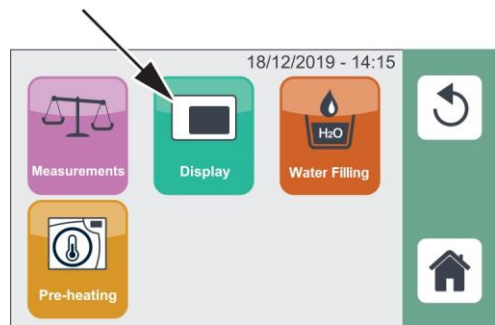 18/12/2019 - 14:15
Measurements
Display
H2O
Water Filling
Pre-heating